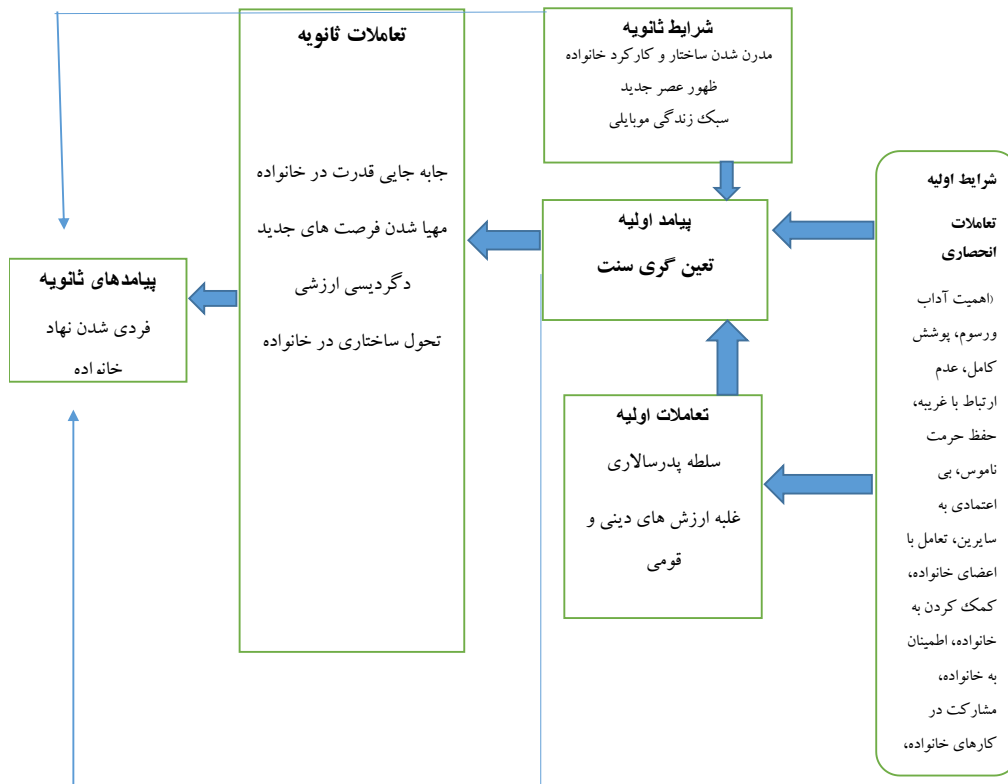 شرایط اولیه
تعاملات
انحصاری
(اهمیت آداب
ورسوم، پوشش
کامل، عدم
ارتباط با غریبه،
حفظ حرمت
ناموس، بی
اعتمادی به
سایرین، تعامل با
اعضای خانواده،
کمک کردن به
خانواده، اطمینان
به خانواده،
مشارکت در
کارهای خانواده،
شرایط ثانویه
مدرن شدن ساختار و کارکرد خانواده
ظهور عصر جدید
سبک زندگی موبایلی
پیامد اولیه
تعین گری سنت
تعاملات اولیه
سلطه پدرسالاری
غلبه ارزش های دینی و
قومی
تعاملات ثانویه
جابه جایی قدرت در خانواده
مهیا شدن فرصت های جدید
دگردیسی ارزشی
تحول ساختاری در خانواده
پیامدهای ثانویه
فردی شدن نهاد
خانواده